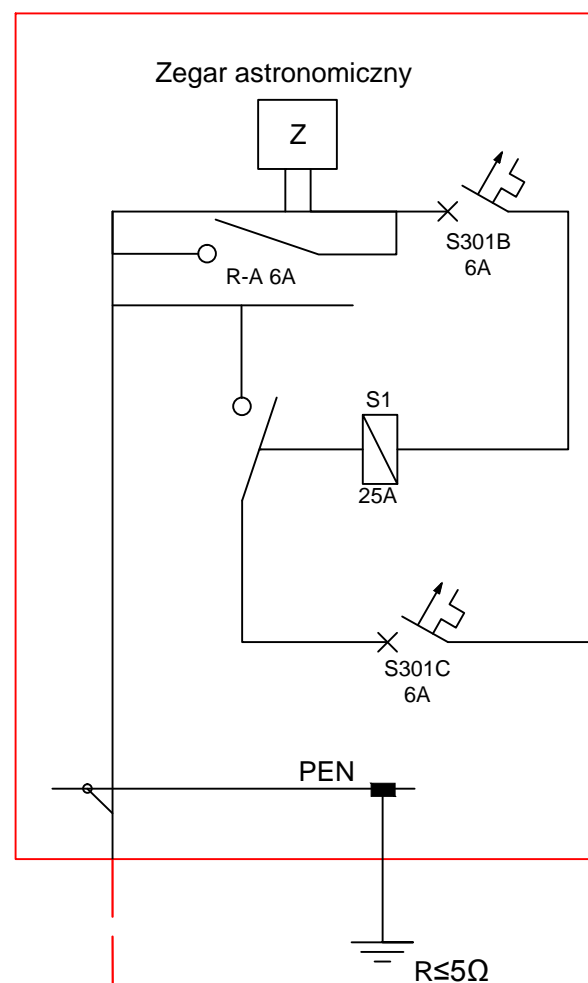 Zegar astronomiczny
Z
S301B
6A
R-A 6A
S1
25A
S301C
6A
PEN
R≤5Ω